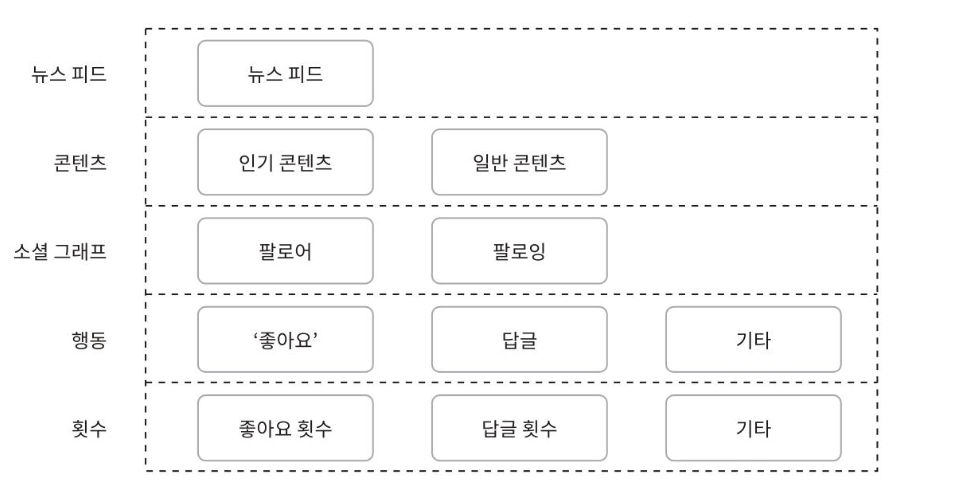 뉴스 피드
뉴스 피드
콘텐츠
인기 콘텐츠
일반 콘텐츠
소셜 그래프
팔로어
팔로잉
행동
‘좋아요’
답글
기타
횟수
좋아요 횟수
답글 횟수
기타